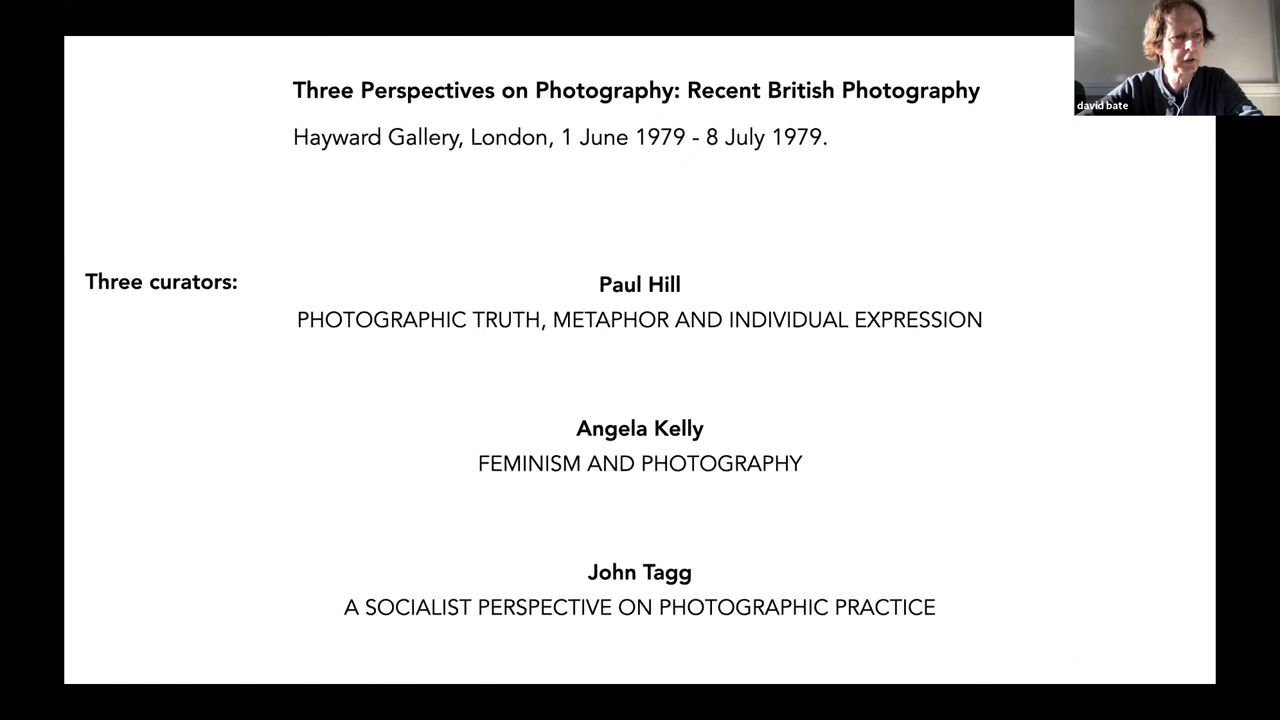 Three Perspectives on Photography: Recent British Photography
Hayward Gallery, London, 1 June 1979 - 8 July 1979.
david bate
Three curators:
Paul Hill
PHOTOGRAPHIC TRUTH, METAPHOR AND INDIVIDUAL EXPRESSION
Angela Kelly
FEMINISM AND PHOTOGRAPHY
John Tagg
A SOCIALIST PERSPECTIVE ON PHOTOGRAPHIC PRACTICE